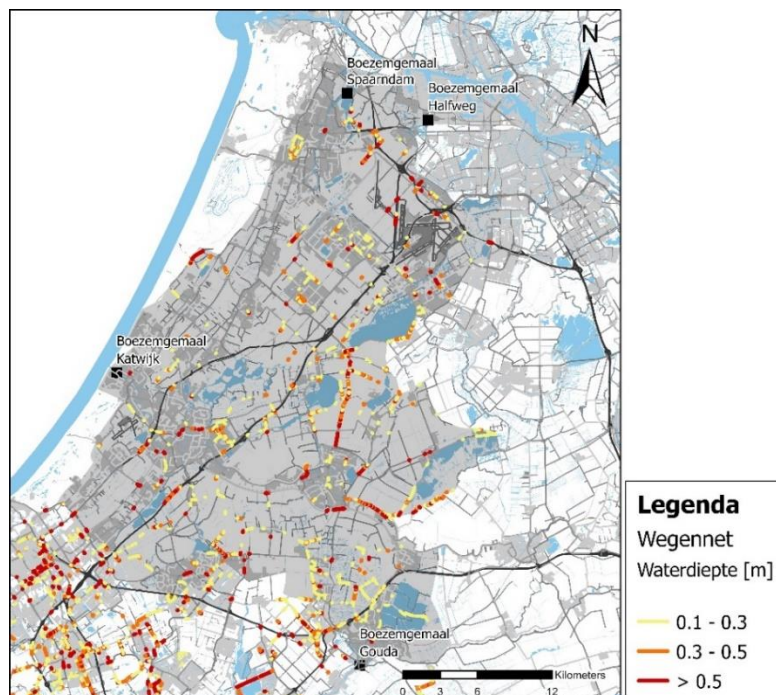 N
Boezemgemaal
Spaarndam
Boezemgemaal
Halfweg
Boezemgemaal
Katwijk
Boezemgemaal
Gouda
Kilometers
0 3 6 12
Legenda
Wegennet
Waterdiepte [m]
0.1 - 0.3
0.3 - 0.5
> 0.5